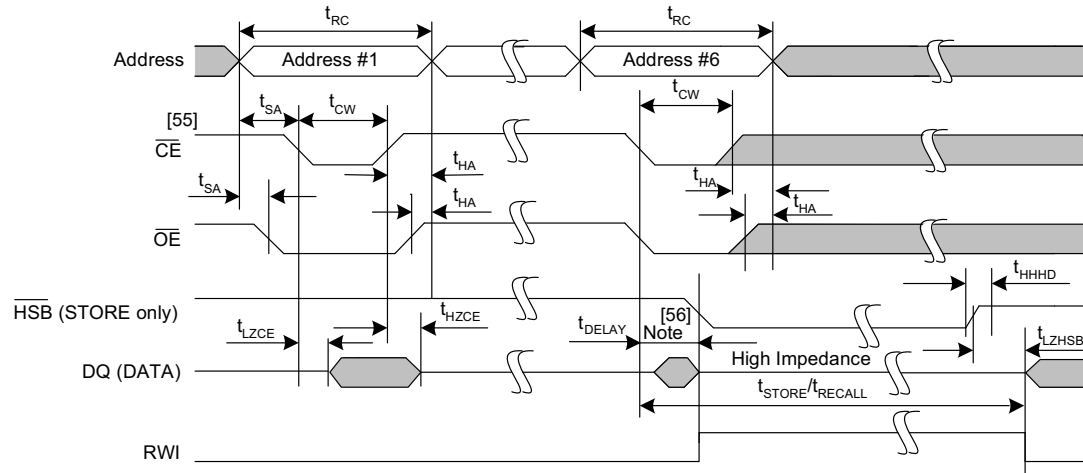 tRC tRC
Address Address #1 Address #6
tSA tCW tCW
[55]
CE
tHA
tSA tHA
tHA tHA
OE
tHHHD
HSB (STORE only)
tLZCE tHZCE tDELAY [56] Note tLZHSB
High Impedance
DQ (DATA)
tSTORE/tRECALL
RWI